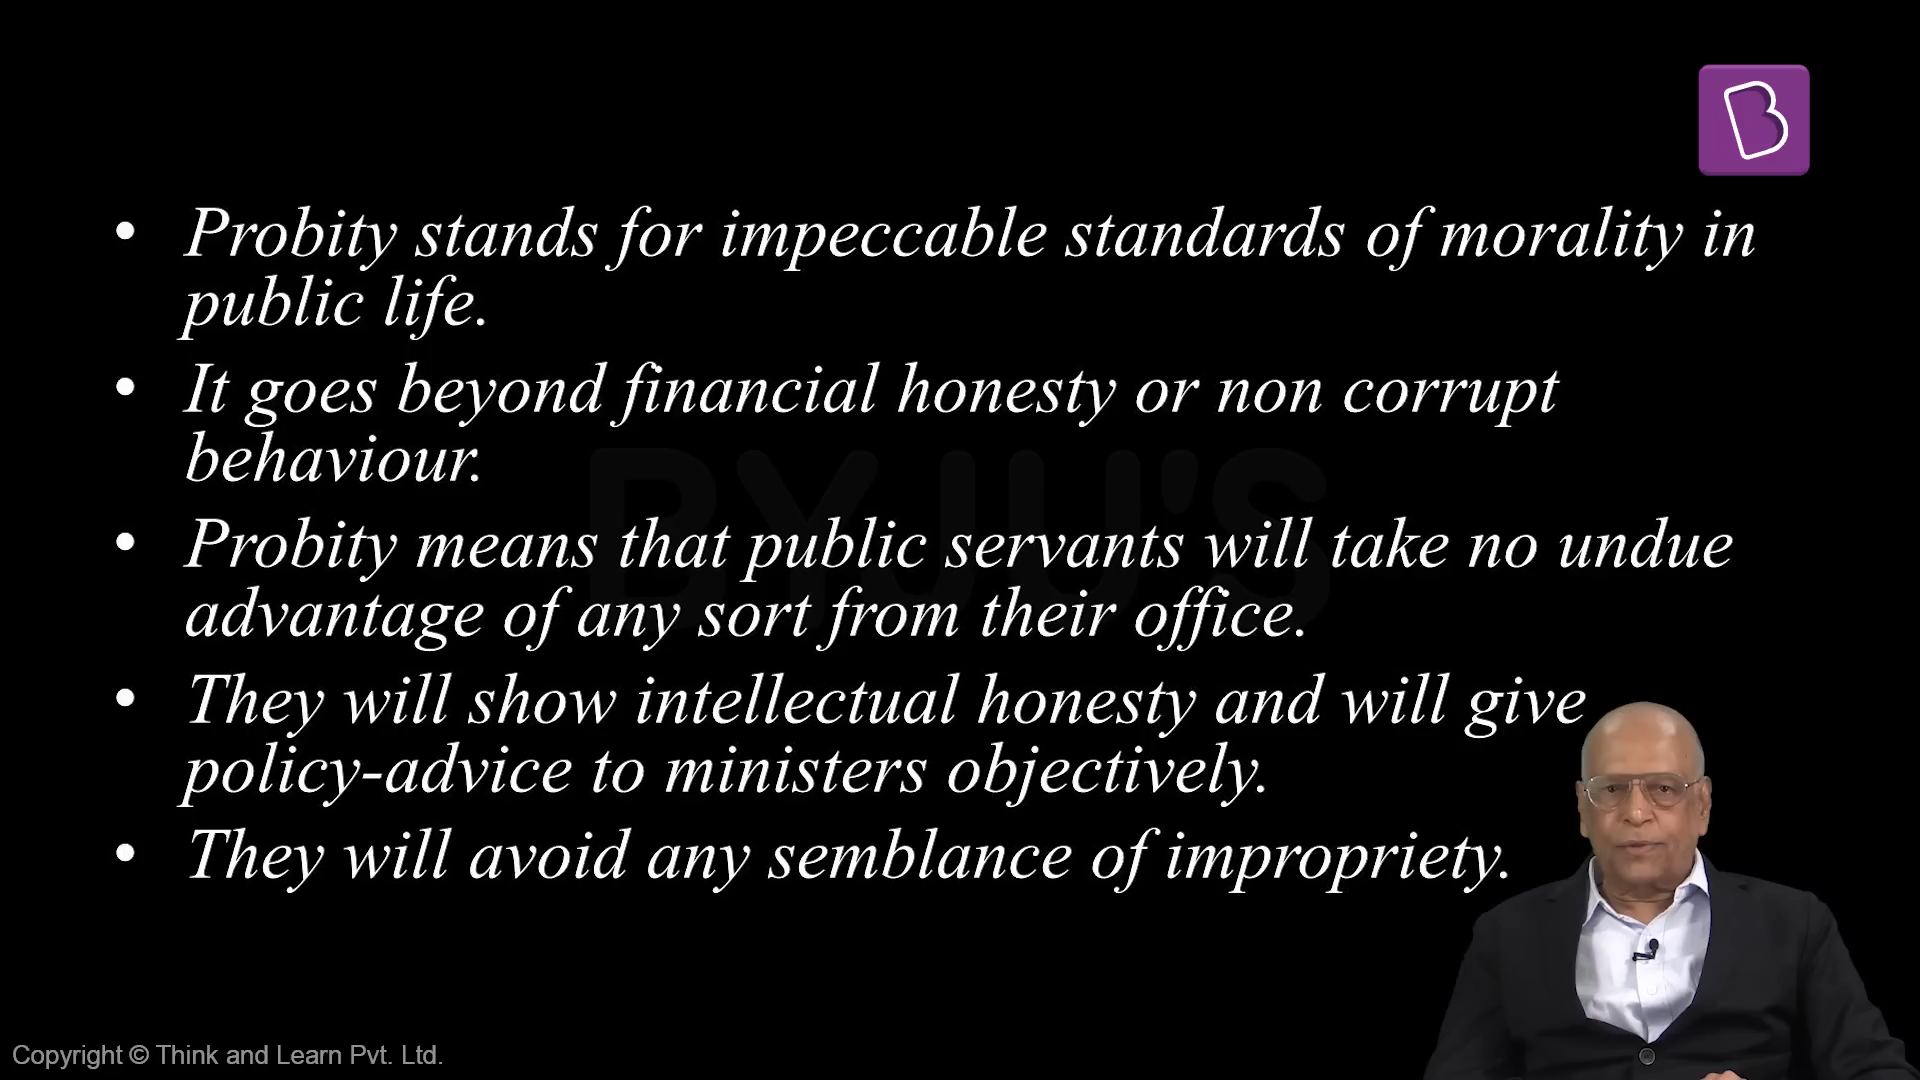 • Probity stands for impeccable standards of morality in
public life.
• It goes beyond financial honesty or non corrupt
behaviour.
• Probity means that public servants will take no undue
advantage of any sort from their office.
• They will show intellectual honesty and will give
policy-advice to ministers objectively.
• They will avoid any semblance of impropriety.
BYJU'S
Copyright © Think and Learn Pvt. Ltd.